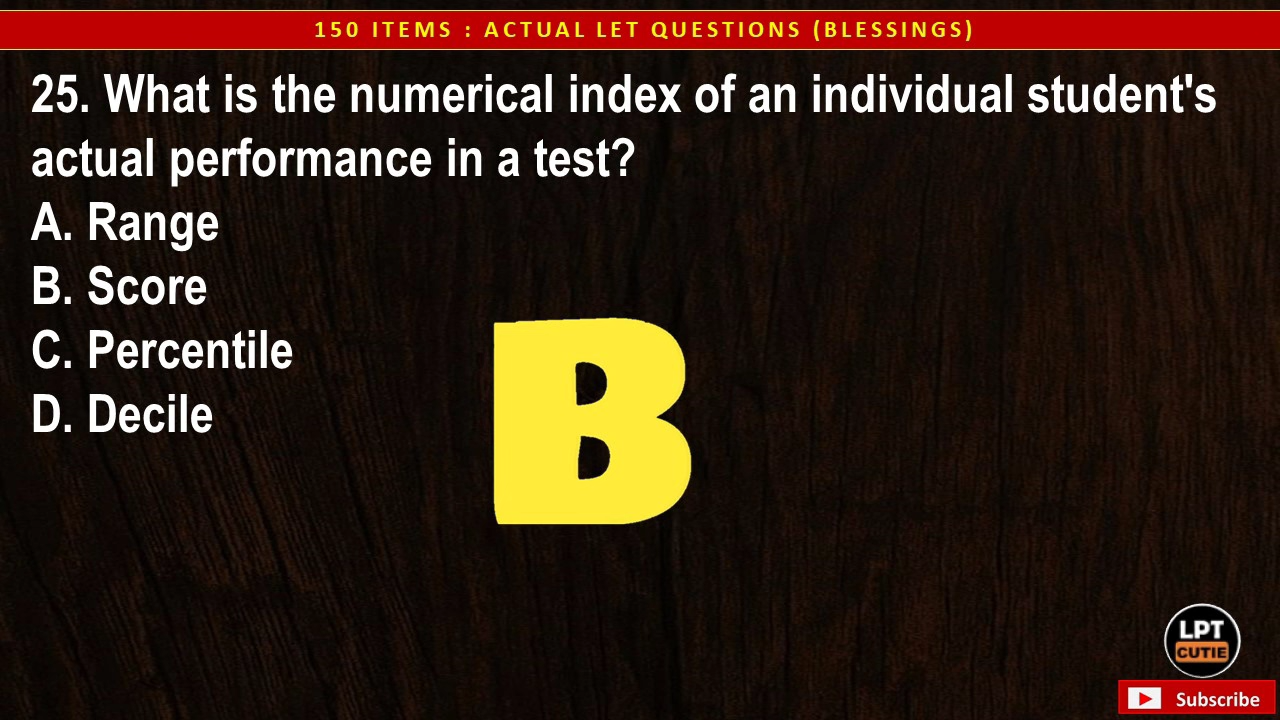 150 ITEMS : ACTUAL LET QUESTIONS (BLESSINGS)
25. What is the numerical index of an individual student's
actual performance in a test?
A. Range
B. Score
C. Percentile
D. Decile
B
LPT
CUTIE
Subscribe